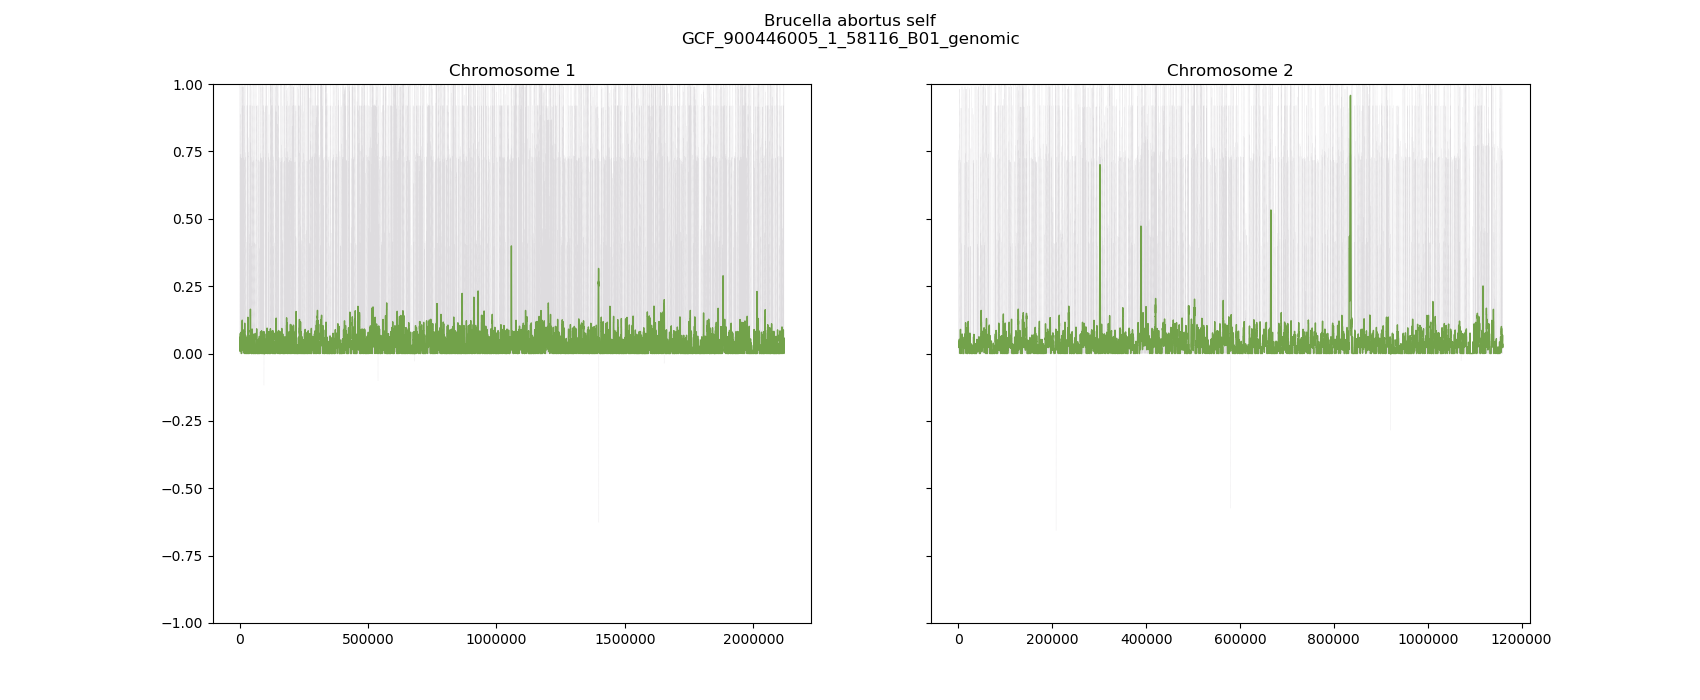 Brucella abortus self
GCF_900446005_1_58116_B01_genomic
Chromosome 1
Chromosome 2
1.00
0.75
0.50
0.25
0.00
−0.25
−0.50
−0.75
−1.00
0 500000 1000000 1500000 2000000
0 200000 400000 600000 800000 1000000 1200000